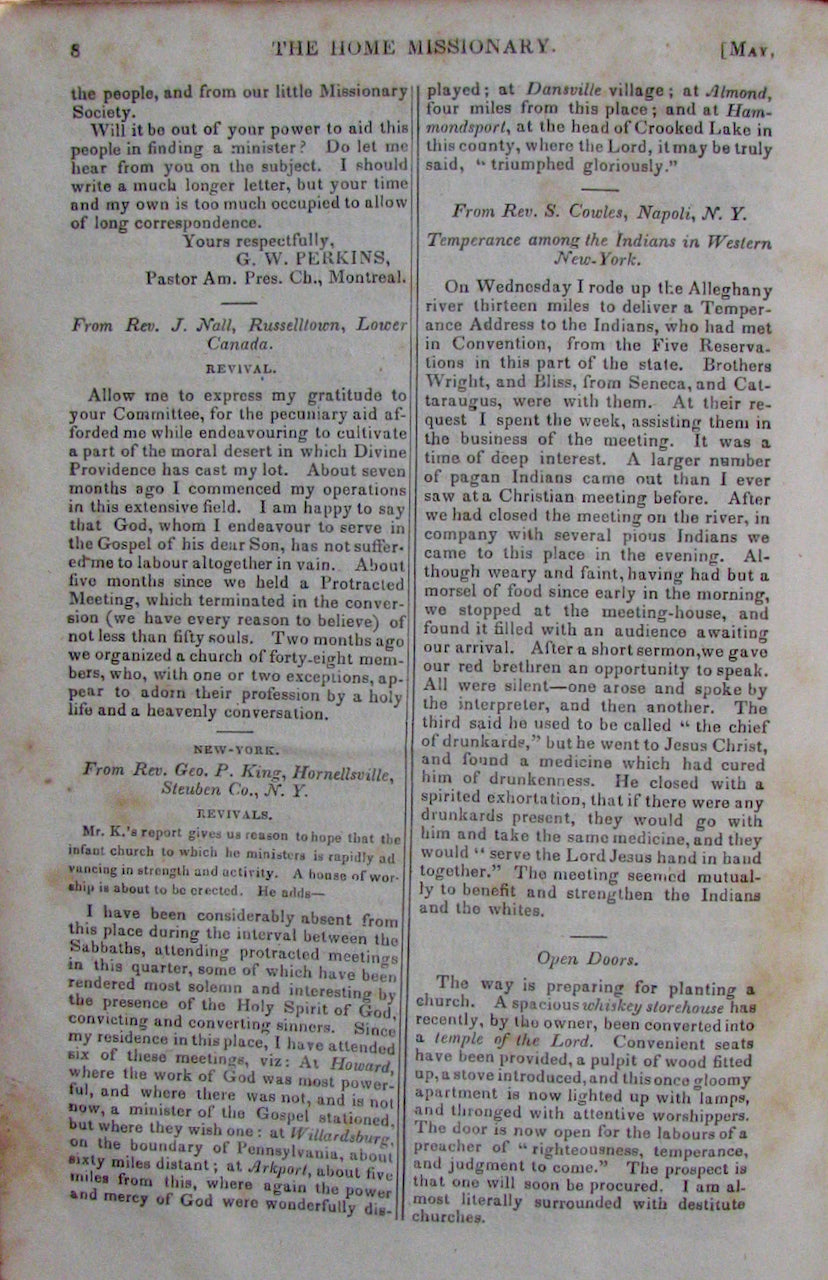 8
THE HOME MISSIONARY.
[May,
the people, and from our little Missionary
Society.
Will it be out of your power to aid this
people in finding a minister? Do let me
hear from you on the subject. I should
write a much longer letter, but your time
and my own is too much occupied to allow
of long correspondence.
Yours respectfully,
G. W. PERKINS,
Pastor Am. Pres. Ch., Montreal.
From Rev. J. Nall, Russelltown, Lower
Canada.
REVIVAL.
Allow me to express my gratitude to
your Committee, for the pecuniary aid af-
forded me while endeavouring to cultivate
a part of the moral desert in which Divine
Providence has cast my lot. About seven
months ago I commenced my operations
in this extensive field. I am happy to say
that God, whom I endeavour to serve in
the Gospel of his dear Son, has not suffer-
ed me to labour altogether in vain. About
five months since we held a Protracted
Meeting, which terminated in the conver-
sion (we have every reason to believe) of
not less than fifty souls. Two months ago
we organized a church of forty-eight mem-
bers, who, with one or two exceptions, ap-
pear to adorn their profession by a holy
life and a heavenly conversation.
NEW-YORK.
From Rev. Geo. P. King, Hornellsville,
Steuben Co., N. Y.
REVIVALS.
Mr. K.'s report gives us reason to hope that the
infant church to which he ministers is rapidly ad
vancing in strength and activity. A house of wor-
ship is about to be erected. He adds—
I have been considerably absent from
this place during the interval between the
Sabbaths, attending protracted meetings
in this quarter, some of which have been
rendered most solemn and interesting by
the presence of the Holy Spirit of God,
convicting and converting sinners. Since
my residence in this place, I have attended
six of these meetings, viz: At Howard,
where the work of God was most power-
ful, and where there was not, and is not
now, a minister of the Gospel stationed,
but where they wish one: at Willardsburg,
on the boundary of Pennsylvania, about
sixty miles distant; at Arkport, about five
miles from this, where again the power
and mercy of God were wonderfully dis-
played; at Dansville village; at Almond,
four miles from this place; and at Ham-
mondsport, at the head of Crooked Lake in
this county, where the Lord, it may be truly
said, "triumphed gloriously."
From Rev. S. Cowles, Napoli, N. Y.
Temperance among the Indians in Western
New-York.
On Wednesday I rode up the Alleghany
river thirteen miles to deliver a Temper-
ance Address to the Indians, who had met
in Convention, from the Five Reserva-
tions in this part of the state. Brothers
Wright, and Bliss, from Seneca, and Cat-
taraugus, were with them. At their re-
quest I spent the week, assisting them in
the business of the meeting. It was a
time of deep interest. A larger number
of pagan Indians came out than I ever
saw at a Christian meeting before. After
we had closed the meeting on the river, in
company with several pious Indians we
came to this place in the evening. Al-
though weary and faint, having had but a
morsel of food since early in the morning,
we stopped at the meeting-house, and
found it filled with an audience awaiting
our arrival. After a short sermon, we gave
our red brethren an opportunity to speak.
All were silent—one arose and spoke by
the interpreter, and then another. The
third said he used to be called "the chief
of drunkards," but he went to Jesus Christ,
and found a medicine which had cured
him of drunkenness. He closed with a
spirited exhortation, that if there were any
drunkards present, they would go with
him and take the same medicine, and they
would "serve the Lord Jesus hand in hand
together." The meeting seemed mutual-
ly to benefit and strengthen the Indians
and the whites.
Open Doors.
The way is preparing for planting a
church. A spacious whiskey storehouse has
recently, by the owner, been converted into
a temple of the Lord. Convenient seats
have been provided, a pulpit of wood fitted
up, a stove introduced, and this once gloomy
apartment is now lighted up with lamps,
and thronged with attentive worshippers.
The door is now open for the labours of a
preacher of "righteousness, temperance,
and judgment to come." The prospect is
that one will soon be procured. I am al-
most literally surrounded with destitute
churches.